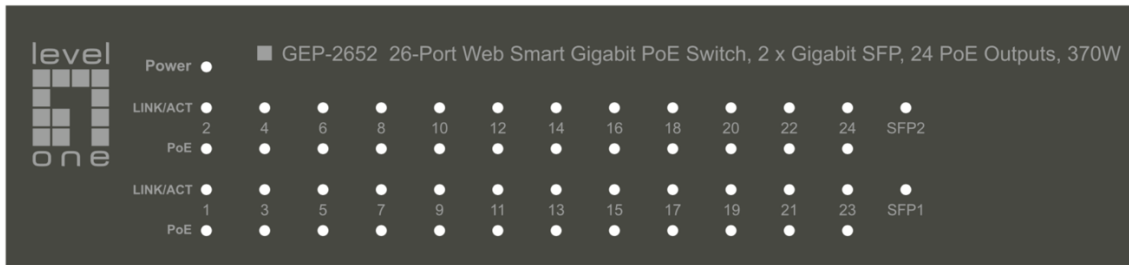 level
one
GEP-2652 26-Port Web Smart Gigabit PoE Switch, 2 x Gigabit SFP, 24 PoE Outputs, 370W
Power
LINK/ACT
2 4 6 8 10 12 14 16 18 20 22 24 SFP2
PoE
LINK/ACT
1 3 5 7 9 11 13 15 17 19 21 23 SFP1
PoE